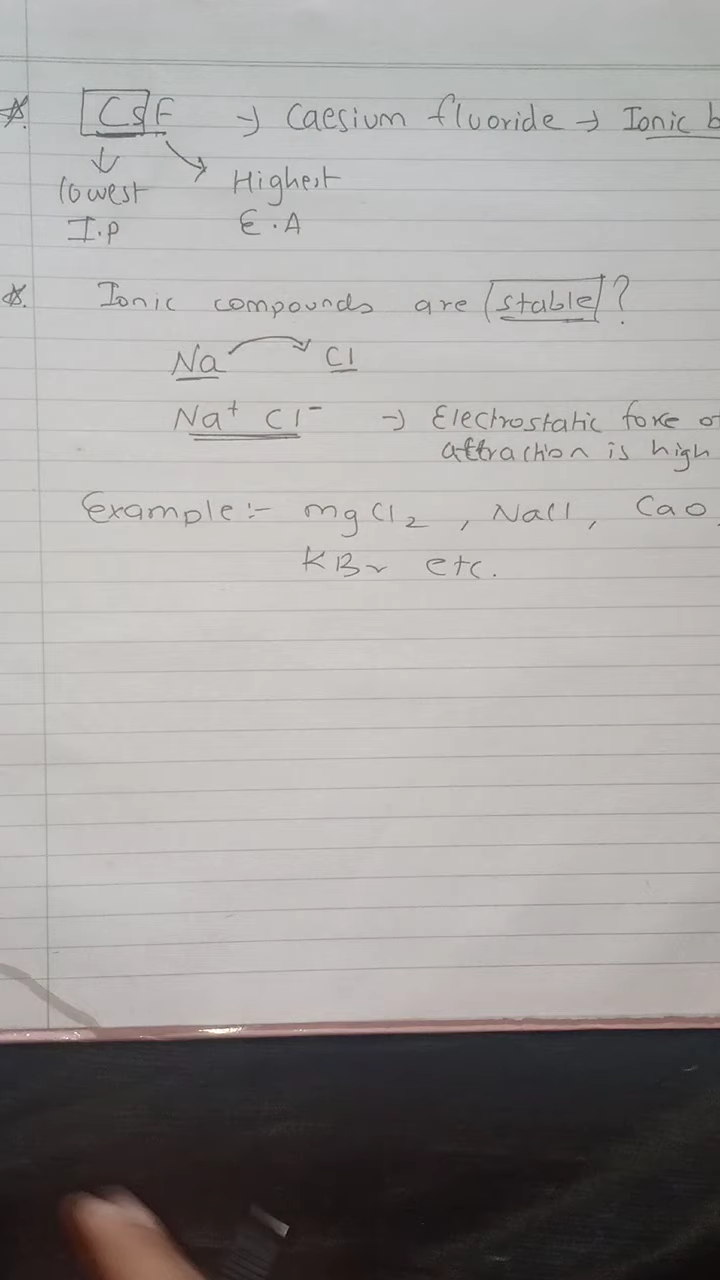 CsF → Caesium fluoride → Ionic b
lowest Highest
I.P E.A
Ionic compounds are stable ?
Na Cl
Na⁺ Cl⁻ → Electrostatic force of
attraction is high
Example:- mgCl₂ , NaCl, CaO,
KBr etc.